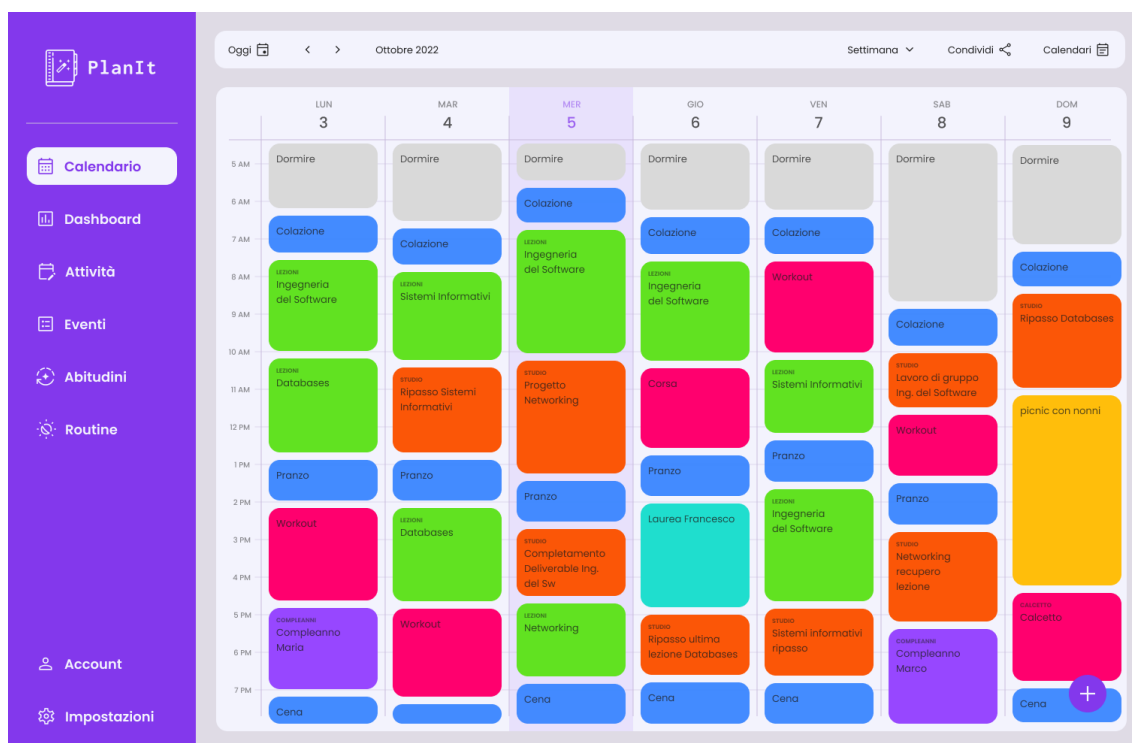 PlanIt
Calendario
Dashboard
Attività
Eventi
Abitudini
Routine
Account
Impostazioni
Oggi
Ottobre 2022
Settimana
Condividi
Calendari
LUN
3
MAR
4
MER
5
GIO
6
VEN
7
SAB
8
DOM
9
5 AM
6 AM
7 AM
8 AM
9 AM
10 AM
11 AM
12 PM
1 PM
2 PM
3 PM
4 PM
5 PM
6 PM
7 PM
Dormire
Colazione
LEZIONI
Ingegneria
del Software
LEZIONI
Databases
Pranzo
Workout
COMPLEANNI
Compleanno
Maria
Cena
Dormire
Colazione
LEZIONI
Sistemi Informativi
STUDIO
Ripasso Sistemi
Informativi
Pranzo
LEZIONI
Databases
Workout
Dormire
Colazione
LEZIONI
Ingegneria
del Software
STUDIO
Progetto
Networking
Pranzo
STUDIO
Completamento
Deliverable Ing.
del Sw
LEZIONI
Networking
Cena
Dormire
Colazione
LEZIONI
Ingegneria
del Software
Corsa
Pranzo
Laurea Francesco
STUDIO
Ripasso ultima
lezione Databases
Cena
Dormire
Colazione
Workout
LEZIONI
Sistemi Informativi
Pranzo
LEZIONI
Ingegneria
del Software
STUDIO
Sistemi informativi
ripasso
Cena
Dormire
Colazione
STUDIO
Lavoro di gruppo
Ing. del Software
Workout
Pranzo
STUDIO
Networking
recupero
lezione
COMPLEANNI
Compleanno
Marco
Dormire
Colazione
STUDIO
Ripasso Databases
picnic con nonni
CALCETTO
Calcetto
Cena